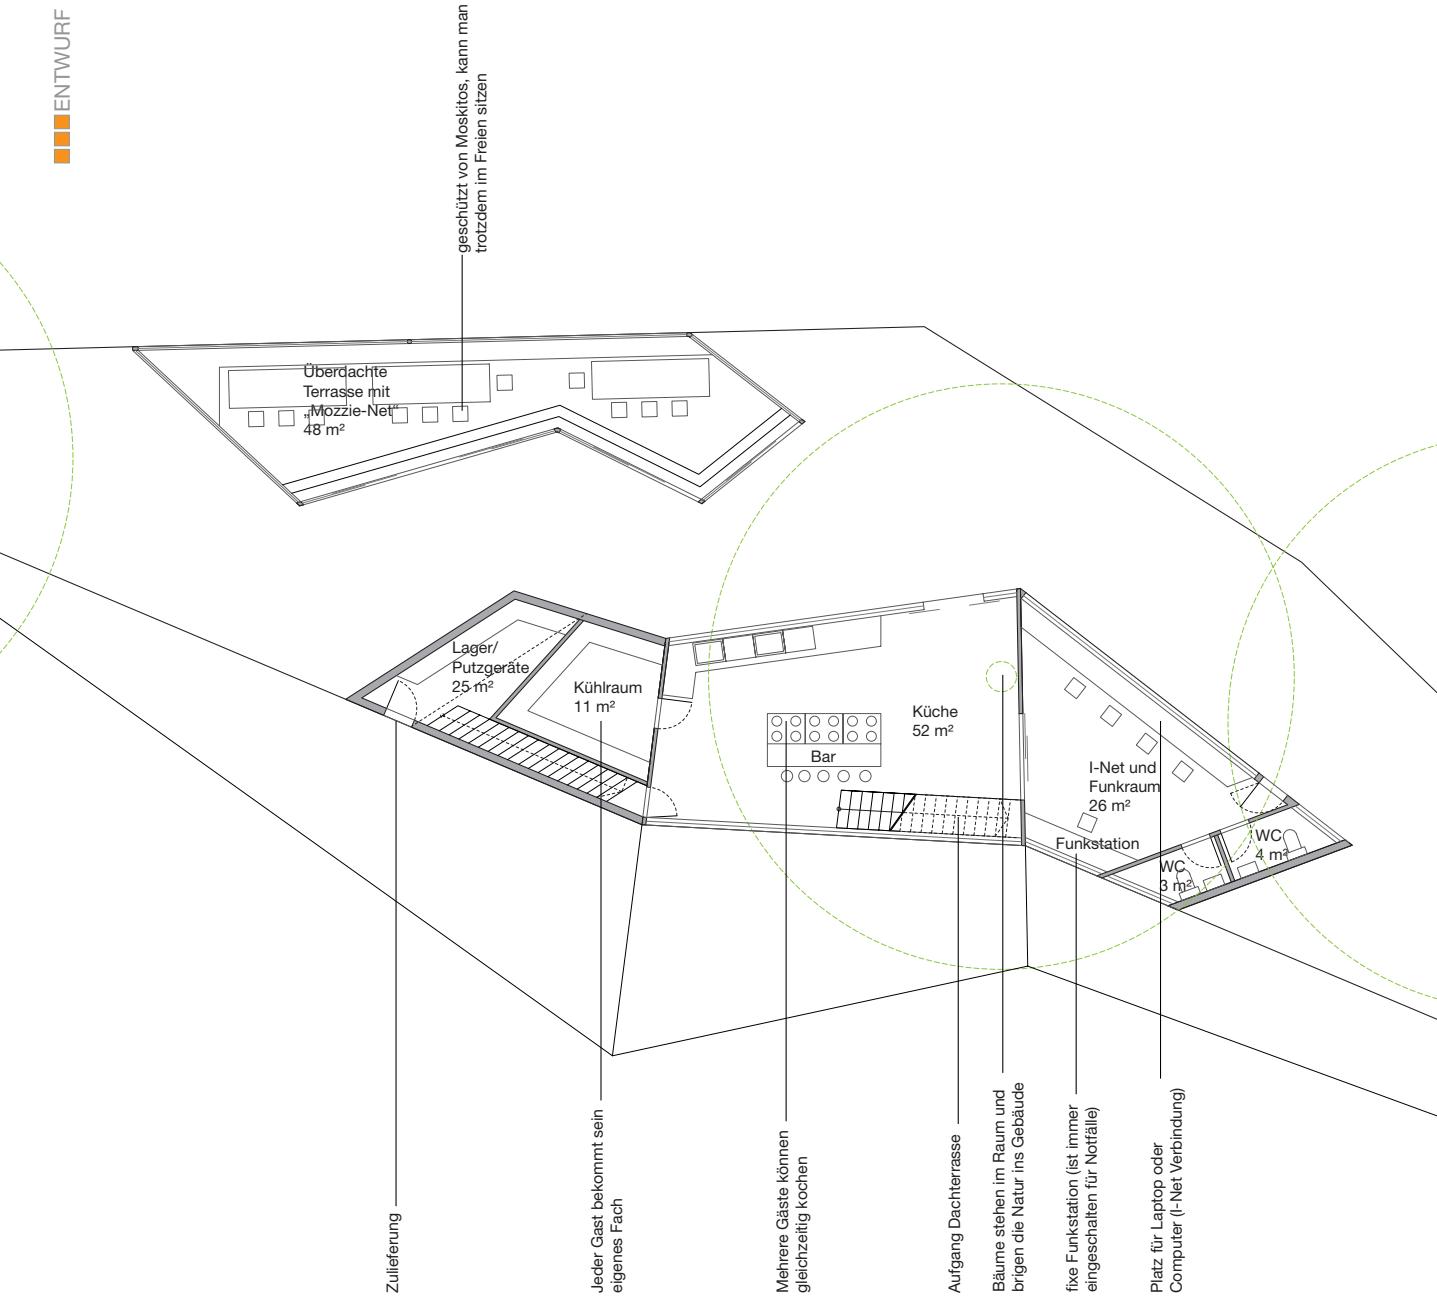 ENTWURF
geschützt von Moskitos, kann man
trotzdem im Freien sitzen
Überdachte
Terrasse mit
„Mozzie-Net“
48 m²
Lager/
Putzgeräte
25 m²
Kühlraum
11 m²
Küche
52 m²
Bar
I-Net und
Funkraum
26 m²
Funkstation
WC
4 m²
WC
3 m²
Zulieferung
Jeder Gast bekommt sein
eigenes Fach
Mehrere Gäste können
gleichzeitig kochen
Aufgang Dachterrasse
Bäume stehen im Raum und
brigen die Natur ins Gebäude
fixe Funkstation (ist immer
eingeschalten für Notfälle)
Platz für Laptop oder
Computer (I-Net Verbindung)